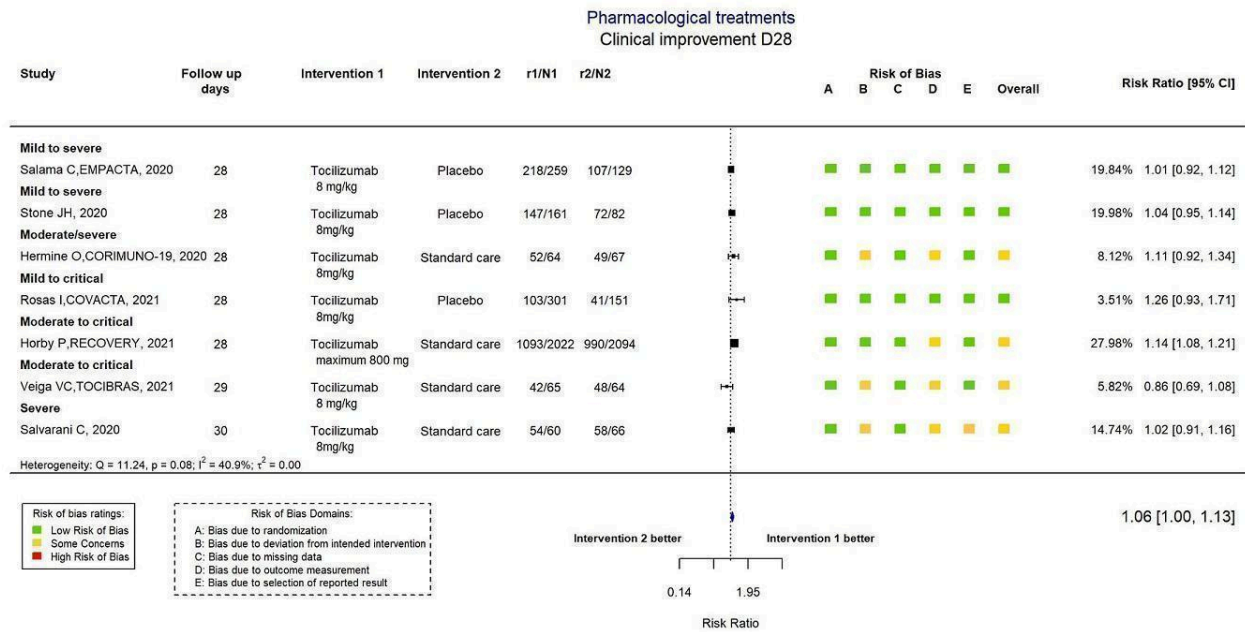 Pharmacological treatments
Clinical improvement D28
Study Follow up days Intervention 1 Intervention 2 r1/N1 r2/N2 Risk of Bias Risk Ratio [95% CI]
A B C D E Overall
Mild to severe
Salama C,EMPACTA, 2020 28 Tocilizumab 8 mg/kg Placebo 218/259 107/129 19.84% 1.01 [0.92, 1.12]
Mild to severe
Stone JH, 2020 28 Tocilizumab 8mg/kg Placebo 147/161 72/82 19.98% 1.04 [0.95, 1.14]
Moderate/severe
Hermine O,CORIMUNO-19, 2020 28 Tocilizumab 8mg/kg Standard care 52/64 49/67 8.12% 1.11 [0.92, 1.34]
Mild to critical
Rosas I,COVACTA, 2021 28 Tocilizumab 8mg/kg Placebo 103/301 41/151 3.51% 1.26 [0.93, 1.71]
Moderate to critical
Horby P,RECOVERY, 2021 28 Tocilizumab maximum 800 mg Standard care 1093/2022 990/2094 27.98% 1.14 [1.08, 1.21]
Moderate to critical
Veiga VC,TOCIBRAS, 2021 29 Tocilizumab 8 mg/kg Standard care 42/65 48/64 5.82% 0.86 [0.69, 1.08]
Severe
Salvarani C, 2020 30 Tocilizumab 8mg/kg Standard care 54/60 58/66 14.74% 1.02 [0.91, 1.16]
Heterogeneity: Q = 11.24, p = 0.08; I² = 40.9%; τ² = 0.00
1.06 [1.00, 1.13]
Risk of bias ratings:
Low Risk of Bias
Some Concerns
High Risk of Bias
Risk of Bias Domains:
A: Bias due to randomization
B: Bias due to deviation from intended intervention
C: Bias due to missing data
D: Bias due to outcome measurement
E: Bias due to selection of reported result
Intervention 2 better Intervention 1 better
0.14 1.95
Risk Ratio